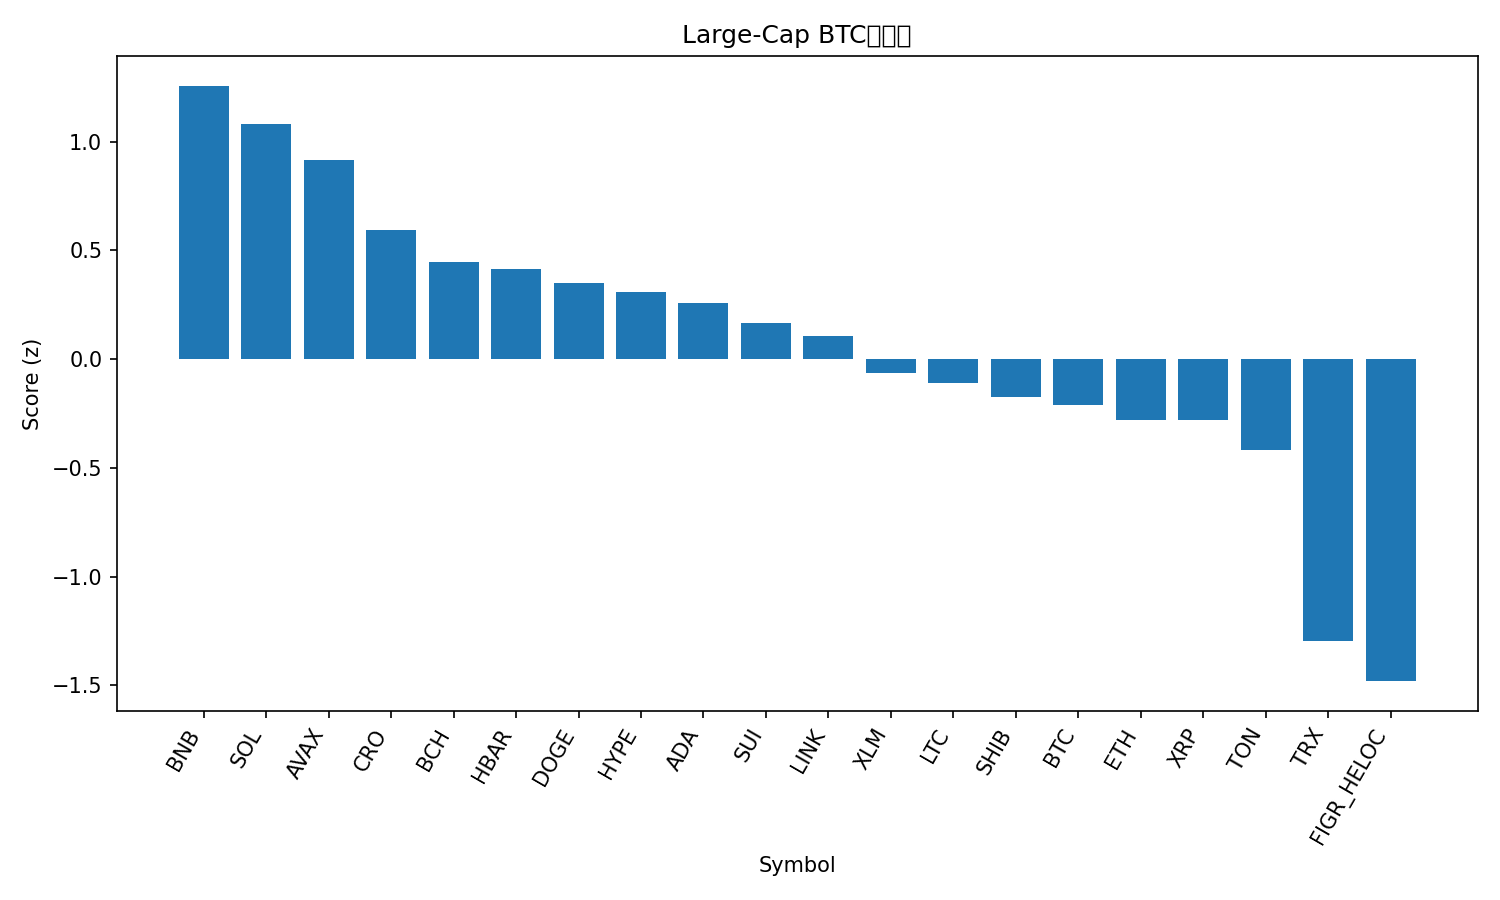 Large-Cap BTC
Score (z)
1.0
0.5
0.0
−0.5
−1.0
−1.5
BNB
SOL
AVAX
CRO
BCH
HBAR
DOGE
HYPE
ADA
SUI
LINK
XLM
LTC
SHIB
BTC
ETH
XRP
TON
TRX
FIGR_HELOC
Symbol